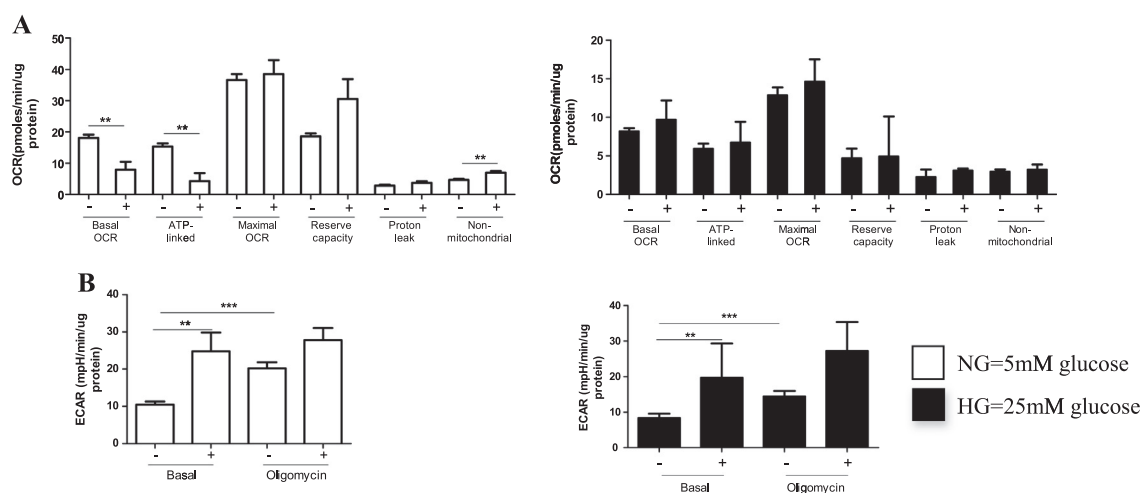 A
OCR(pmoles/min/ug
protein)
50
40
30
20
10
0
** ** **
- + - + - + - + - + - +
Basal
OCR
ATP-
linked
Maximal
OCR
Reserve
capacity
Proton
leak
Non-
mitochondrial
OCR(pmoles/min/ug
protein)
20
15
10
5
0
- + - + - + - + - + - +
Basal
OCR
ATP-
linked
Maximal
OCR
Reserve
capacity
Proton
leak
Non-
mitochondrial
B
ECAR (mpH/min/ug
protein)
40
30
20
10
0
***
**
- + - +
Basal Oligomycin
ECAR (mpH/min/ug
protein)
40
30
20
10
0
***
**
- + - +
Basal Oligomycin
NG=5mM glucose
HG=25mM glucose